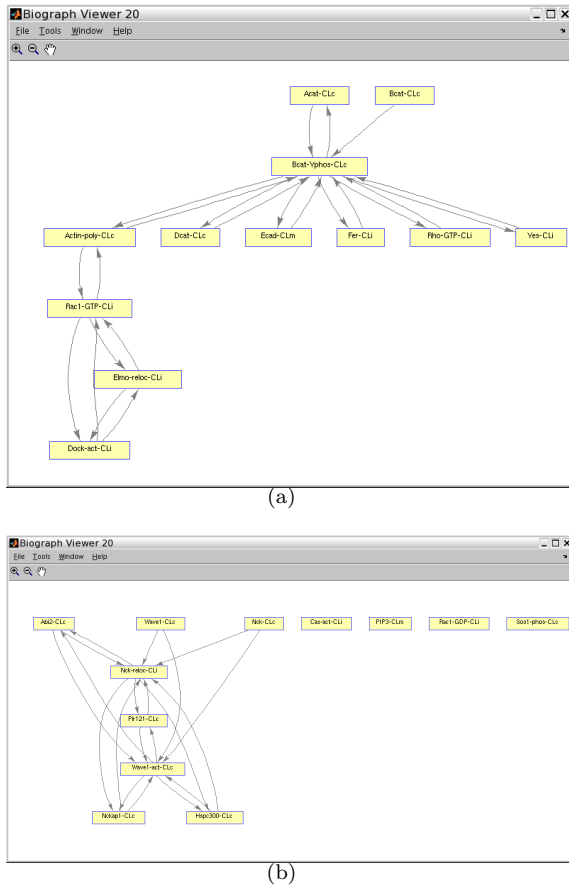 Biograph Viewer 20
File Tools Window Help
Acat-CLc Bcat-CLc
Bcat-Yphos-CLc
Actin-poly-CLc Dcat-CLc Ecad-CLm Fer-CLi Rho-GTP-CLi Yes-CLi
Rac1-GTP-CLi
Elmo-reloc-CLi
Dock-act-CLi
(a)
Biograph Viewer 20
File Tools Window Help
Abi2-CLc Wave1-CLc Nck-CLc Cas-act-CLi PIP3-CLm Rac1-GDP-CLi Sos1-phos-CLc
Nck-reloc-CLi
Pir121-CLc
Wave1-act-CLc
Nckap1-CLc Hspc300-CLc
(b)